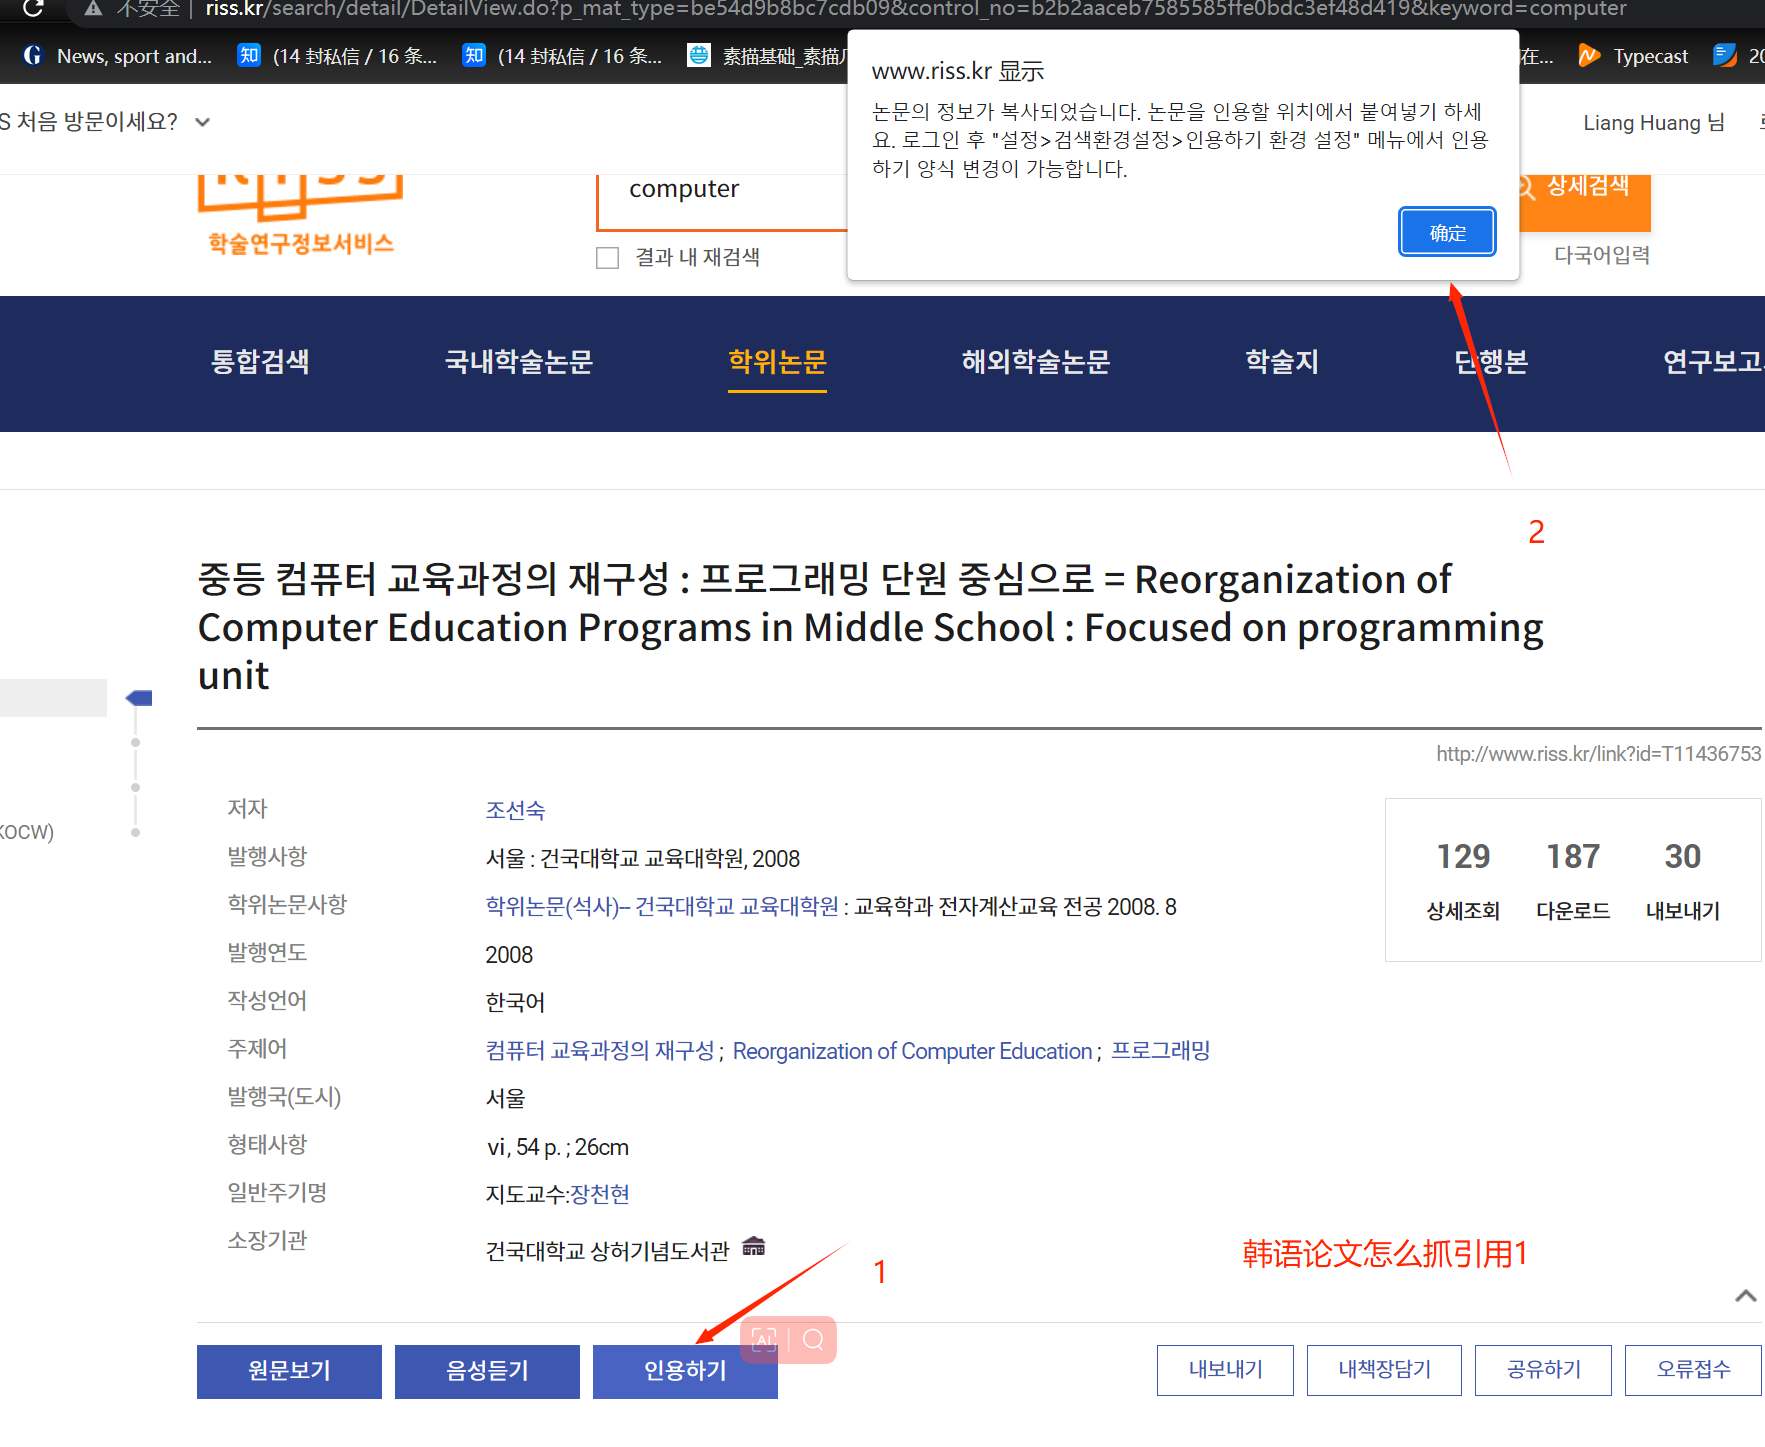 不安全 | riss.kr/search/detail/DetailView.do?p_mat_type=be54d9b8bc7cdb09&control_no=b2b2aaceb7585585ffe0bdc3ef48d419&keyword=computer
News, sport and...
知 (14 封私信 / 16 条...
知 (14 封私信 / 16 条...
素描基础_素描
在...
Typecast
20
S 처음 방문이세요?
Liang Huang 님
www.riss.kr 显示
논문의 정보가 복사되었습니다. 논문을 인용할 위치에서 붙여넣기 하세
요. 로그인 후 "설정>검색환경설정>인용하기 환경 설정" 메뉴에서 인용
하기 양식 변경이 가능합니다.
确定
학술연구정보서비스
computer
상세검색
결과 내 재검색
다국어입력
통합검색 국내학술논문 학위논문 해외학술논문 학술지 단행본 연구보고
2
중등 컴퓨터 교육과정의 재구성 : 프로그래밍 단원 중심으로 = Reorganization of
Computer Education Programs in Middle School : Focused on programming
unit
http://www.riss.kr/link?id=T11436753
KOCW)
저자 조선숙
발행사항 서울 : 건국대학교 교육대학원, 2008
학위논문사항 학위논문(석사)-- 건국대학교 교육대학원 : 교육학과 전자계산교육 전공 2008. 8
발행연도 2008
작성언어 한국어
주제어 컴퓨터 교육과정의 재구성 ; Reorganization of Computer Education ; 프로그래밍
발행국(도시) 서울
형태사항 vi, 54 p. ; 26cm
일반주기명 지도교수:장천현
소장기관 건국대학교 상허기념도서관
129 187 30
상세조회 다운로드 내보내기
1
韩语论文怎么抓引用1
AI
원문보기 음성듣기 인용하기 내보내기 내책장담기 공유하기 오류접수